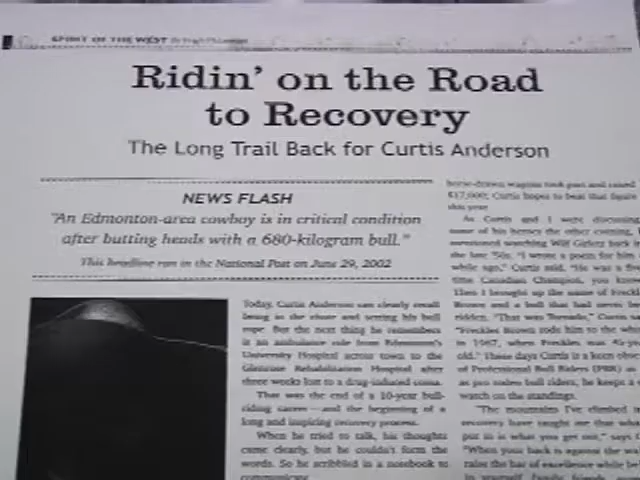 SPIRIT OF THE WEST
Ridin' on the Road
to Recovery
The Long Trail Back for Curtis Anderson
NEWS FLASH
"An Edmonton-area cowboy is in critical condition
after butting heads with a 680-kilogram bull."
This headline ran in the National Post on June 29, 2002
Today, Curtis Anderson can clearly recall
being in the chute and setting his bull
rope. But the next thing he remembers
is an ambulance ride from Edmonton's
University Hospital across town to the
Glenrose Rehabilitation Hospital after
three weeks lost to a drug-induced coma.
That was the end of a 10-year bull-
riding career—and the beginning of a
long and inspiring recovery process.
When he tried to talk, his thoughts
came clearly, but he couldn't form the
words. So he scribbled in a notebook to
communicate.
horse-drawn wagons took part and raised
$17,000; Curtis hopes to beat that figure
this year.
As Curtis and I were discussing
some of his heroes the other evening, I
mentioned watching Wilf Girletz back in
the late '50s. "I wrote a poem for him a
while ago," Curtis said. "He was a five
time Canadian Champion, you know."
Then I brought up the name of Freckles
Brown and a bull that had never been
ridden. "That was Tornado," Curtis said.
"Freckles Brown rode him to the whistle
in 1967, when Freckles was 46-years
old." These days Curtis is a keen observer
of Professional Bull Riders (PBR) as well
as pro rodeo bull riders, he keeps a
watch on the standings.
"The mountains I've climbed in
recovery have taught me that what
put in is what you get out," says
"When your back is against the wall
raise the bar of excellence while
in yourself, family, friends, and